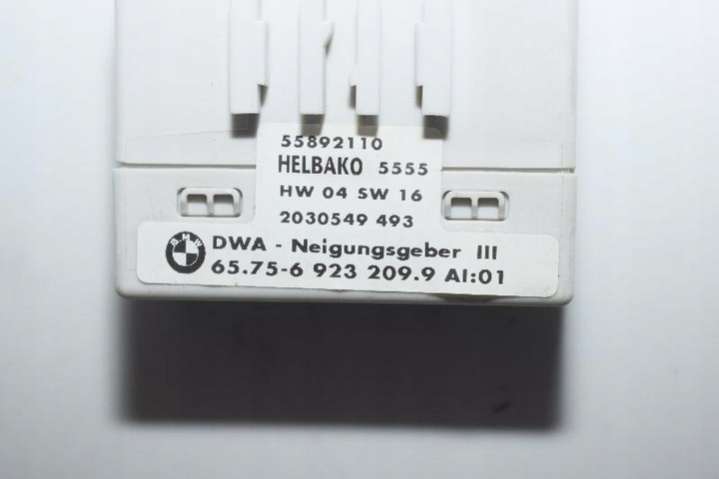 55892110
HELBAKO 5555
HW 04 SW 16
2030549 493
BMW
DWA - Neigungsgeber III
65.75-6 923 209.9 AI:01